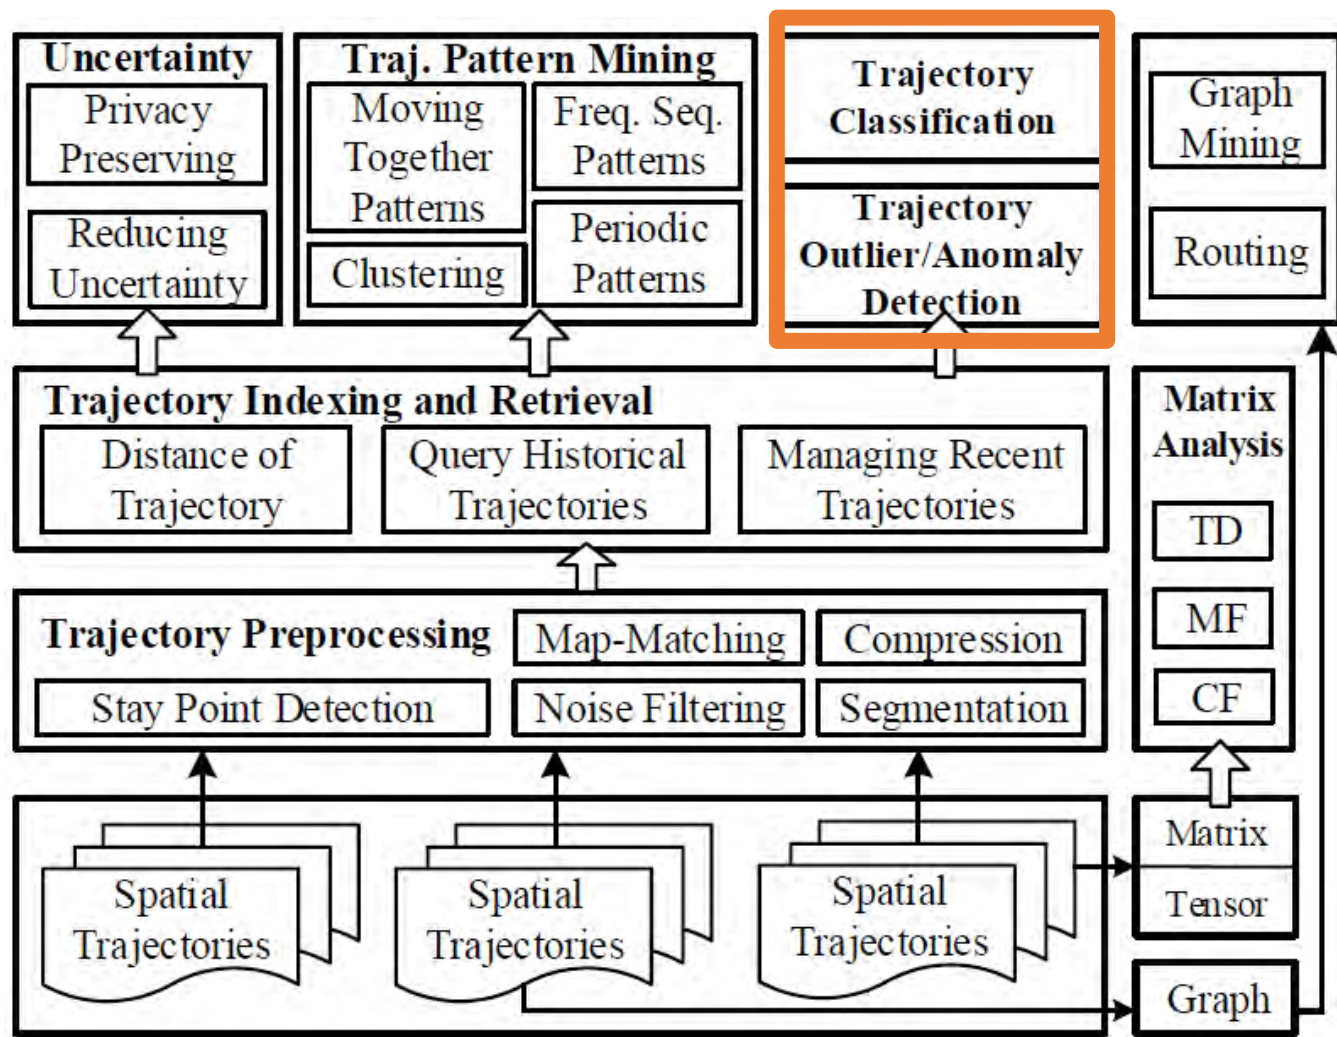 Uncertainty
Privacy
Preserving
Reducing
Uncertainty
Traj. Pattern Mining
Moving
Together
Patterns
Clustering
Freq. Seq.
Patterns
Periodic
Patterns
Trajectory
Classification
Trajectory
Outlier/Anomaly
Detection
Graph
Mining
Routing
Trajectory Indexing and Retrieval
Distance of
Trajectory
Query Historical
Trajectories
Managing Recent
Trajectories
Matrix
Analysis
TD
MF
CF
Trajectory Preprocessing
Map-Matching
Compression
Stay Point Detection
Noise Filtering
Segmentation
Spatial
Trajectories
Spatial
Trajectories
Spatial
Trajectories
Matrix
Tensor
Graph